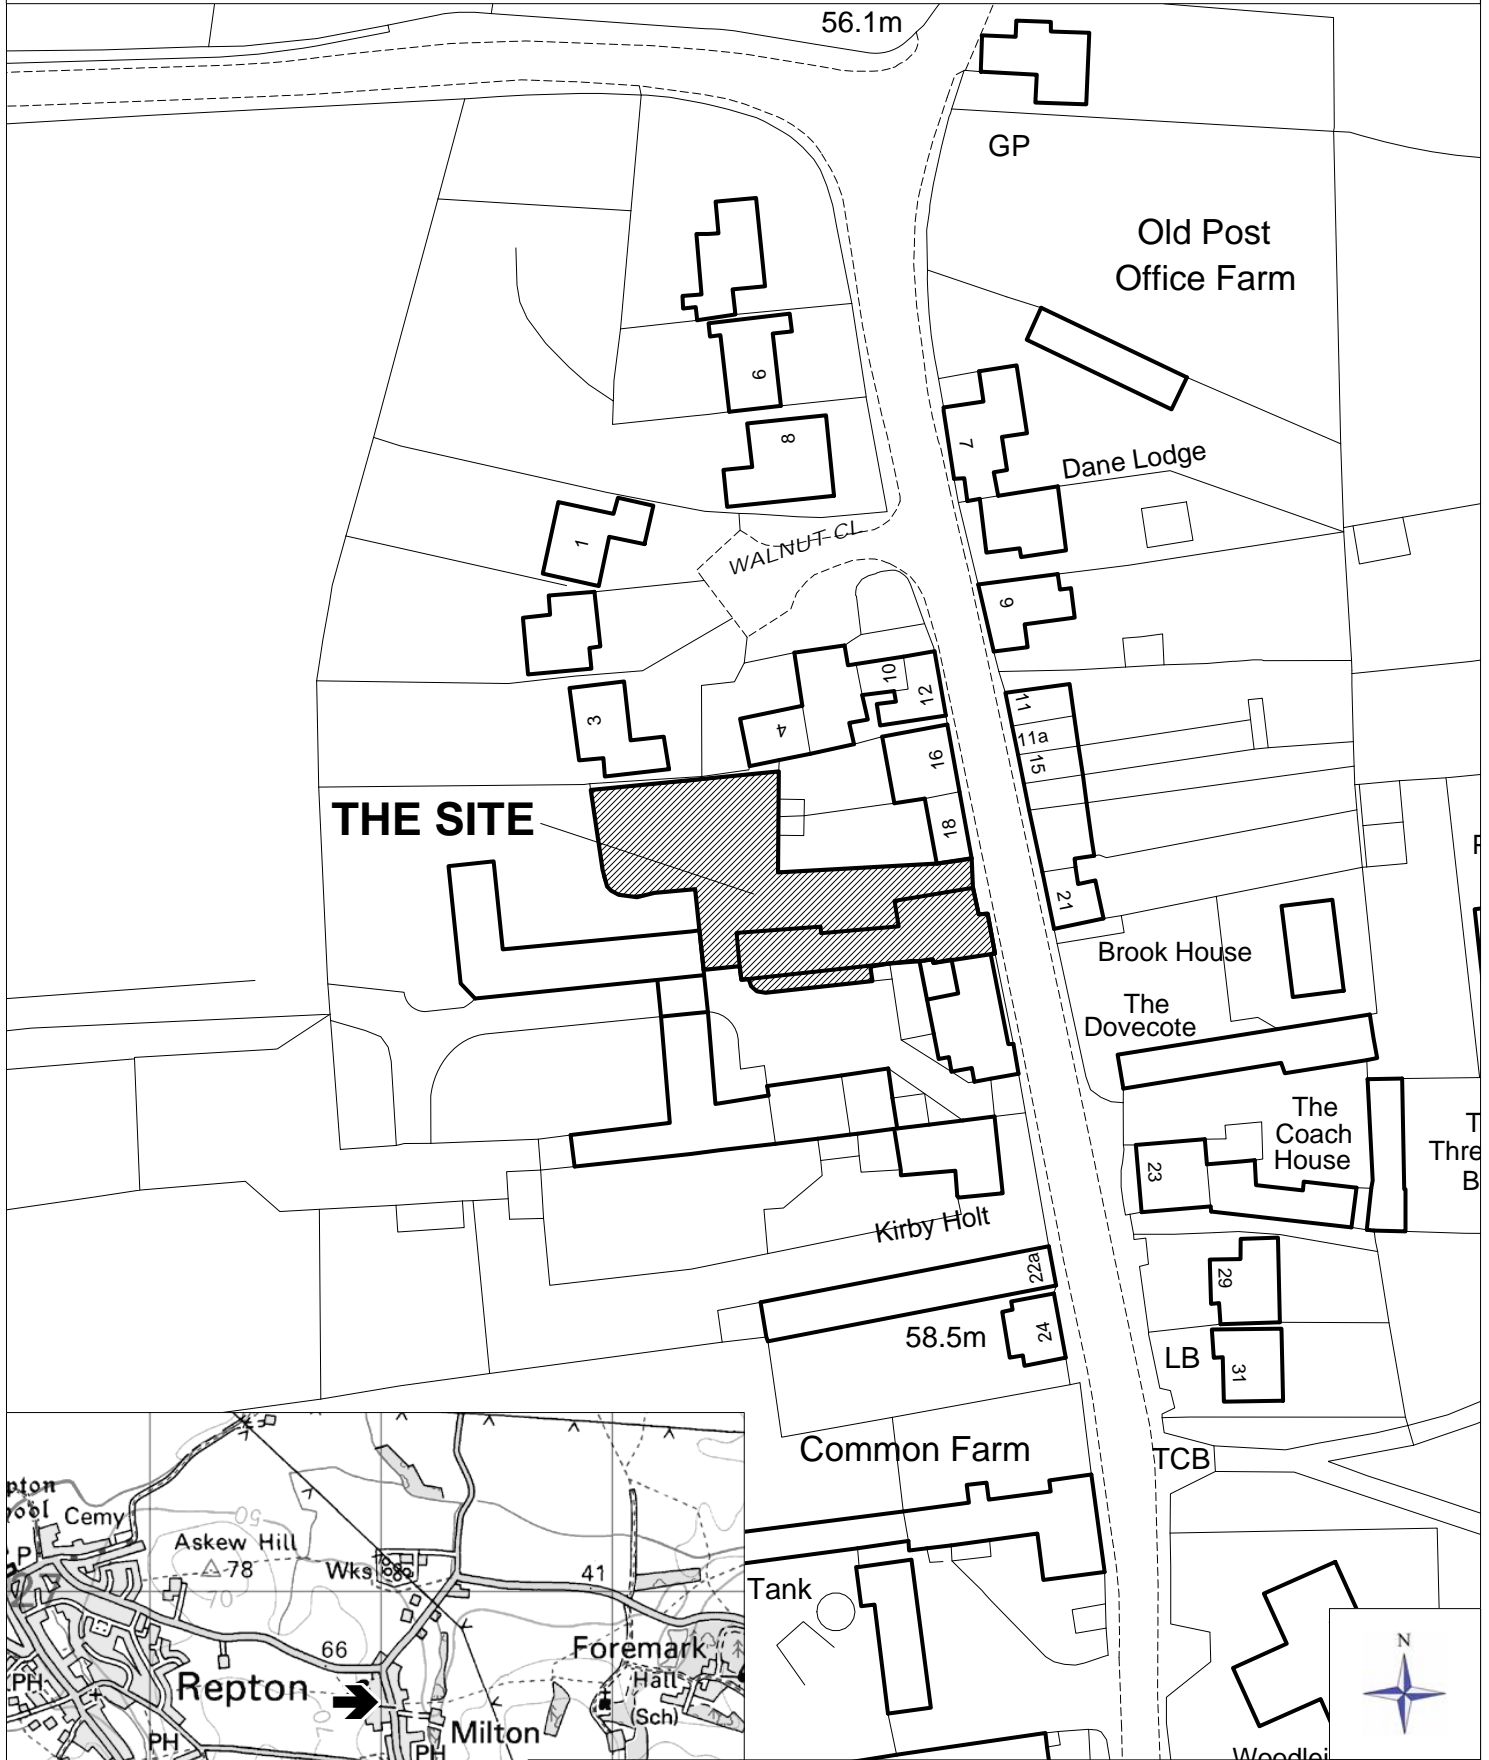 56.1m
GP
Old Post
Office Farm
6
8
7
Dane Lodge
WALNUT CL
1
9
3
4
10
12
11
11a
15
16
18
THE SITE
21
Brook House
The
Dovecote
The
Coach
House
23
Kirby Holt
22a
24
58.5m
29
31
LB
TCB
Common Farm
Tank
Cemy
Askew Hill
78
50
70
Wks
41
P
66
Repton
Foremark
Hall
(Sch)
Milton
PH
PH
PH
N